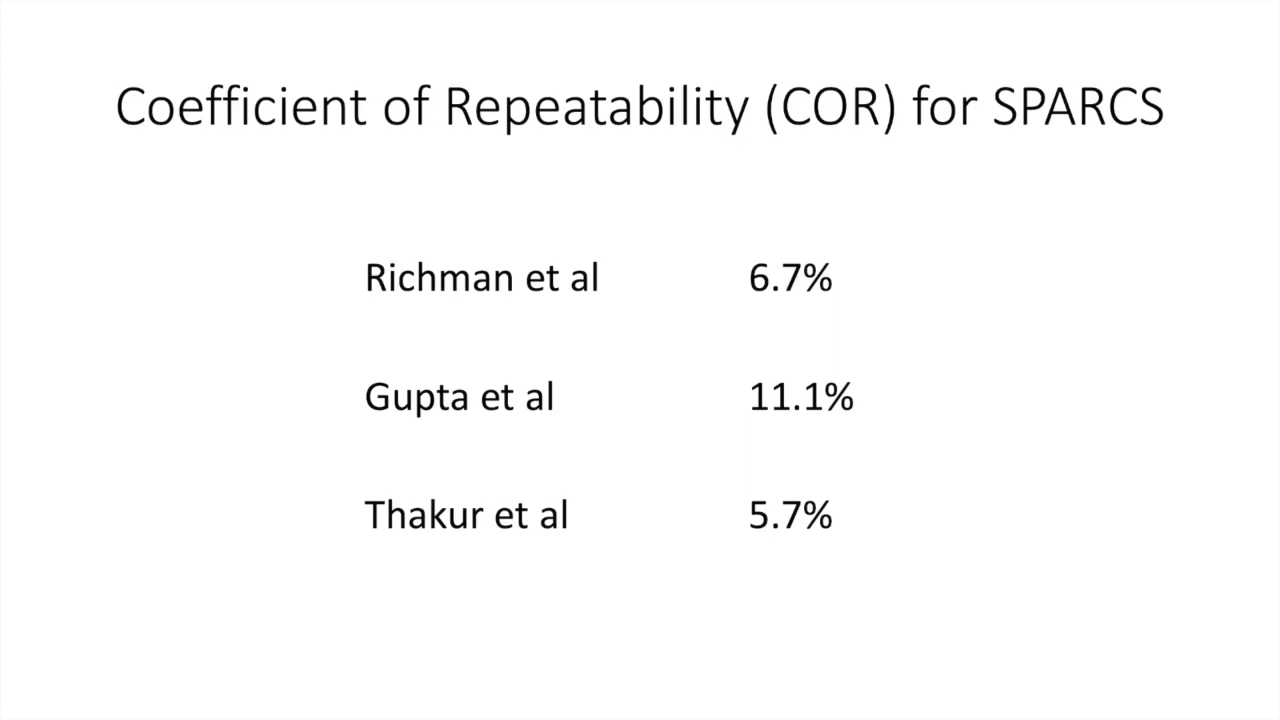 Coefficient of Repeatability (COR) for SPARCS
Richman et al 6.7%
Gupta et al 11.1%
Thakur et al 5.7%